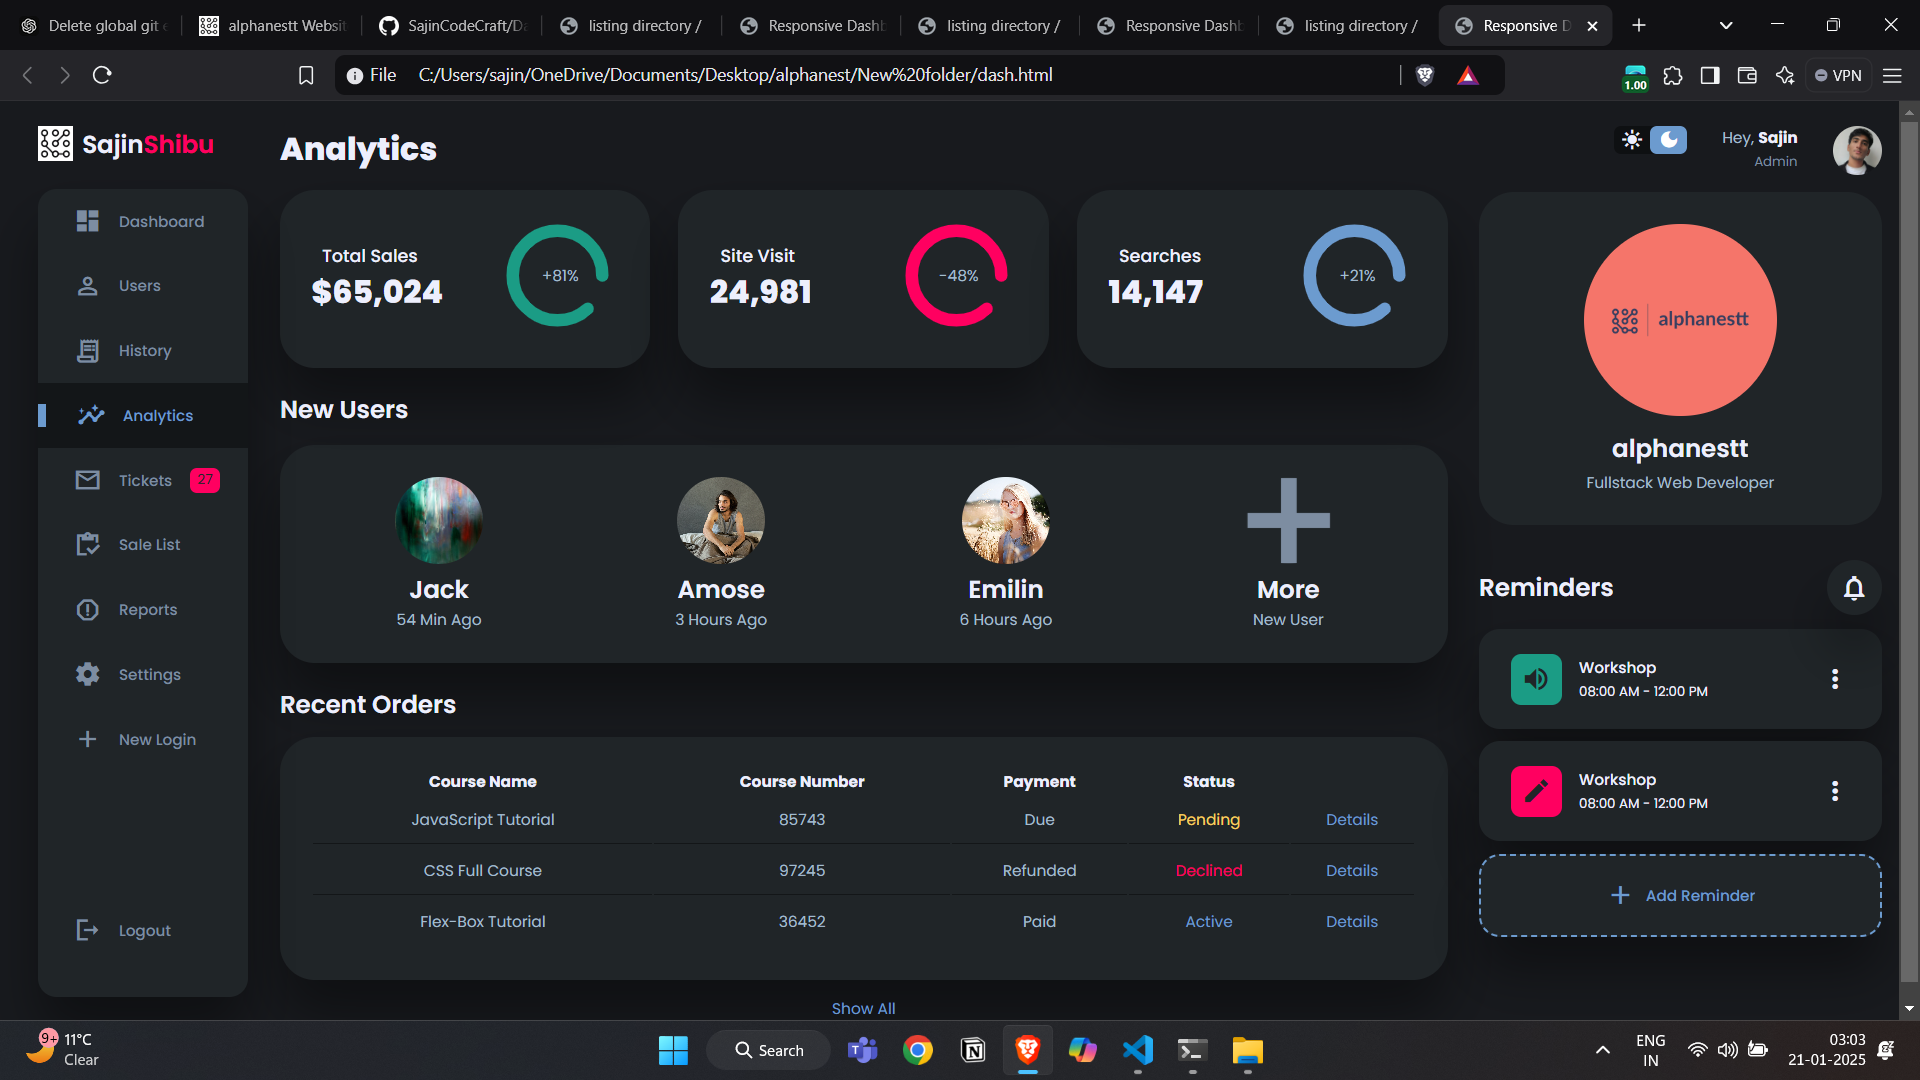 Delete global git
alphanestt Websit
SajinCodeCraft/Da
listing directory /
Responsive Dashb
listing directory /
Responsive Dashb
listing directory /
Responsive D
File
C:/Users/sajin/OneDrive/Documents/Desktop/alphanest/New%20folder/dash.html
1.00
VPN
SajinShibu
Analytics
Hey, Sajin
Admin
Dashboard
Users
History
Analytics
Tickets
27
Sale List
Reports
Settings
New Login
Logout
Total Sales
$65,024
+81%
Site Visit
24,981
-48%
Searches
14,147
+21%
New Users
Jack
54 Min Ago
Amose
3 Hours Ago
Emilin
6 Hours Ago
More
New User
Recent Orders
Course Name Course Number Payment Status
JavaScript Tutorial 85743 Due Pending Details
CSS Full Course 97245 Refunded Declined Details
Flex-Box Tutorial 36452 Paid Active Details
Show All
alphanestt
alphanestt
Fullstack Web Developer
Reminders
Workshop
08:00 AM - 12:00 PM
Workshop
08:00 AM - 12:00 PM
Add Reminder
9+
11°C
Clear
Search
ENG
IN
03:03
21-01-2025